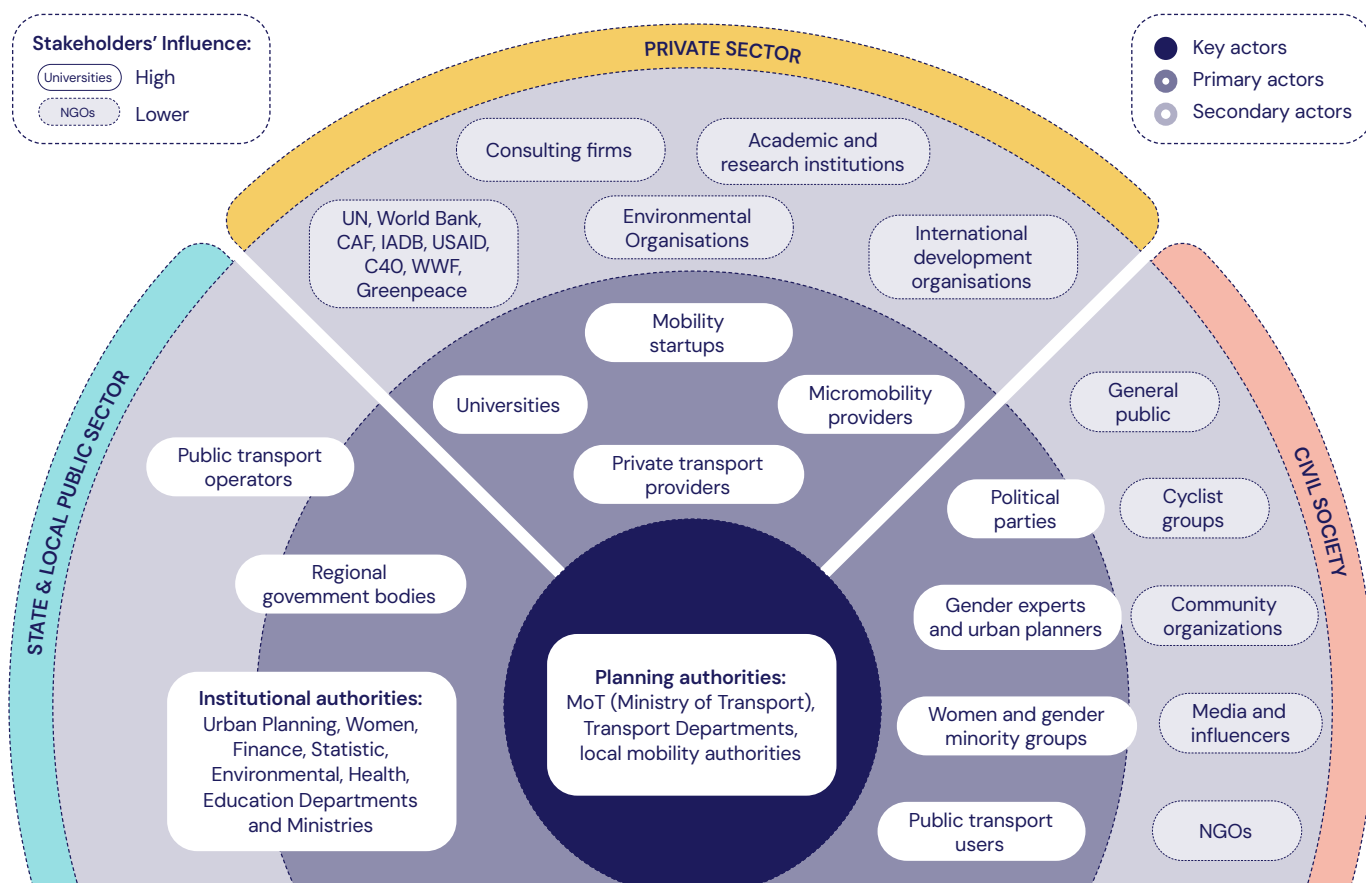 Stakeholders’ Influence:
Universities
High
NGOs
Lower
PRIVATE SECTOR
Key actors
Primary actors
Secondary actors
Consulting firms
Academic and
research institutions
UN, World Bank,
CAF, IADB, USAID,
C40, WWF,
Greenpeace
Environmental
Organisations
International
development
organisations
Mobility
startups
Universities
Micromobility
providers
Private transport
providers
STATE & LOCAL PUBLIC SECTOR
Public transport
operators
Regional
government bodies
Institutional authorities:
Urban Planning, Women,
Finance, Statistic,
Environmental, Health,
Education Departments
and Ministries
Planning authorities:
MoT (Ministry of Transport),
Transport Departments,
local mobility authorities
CIVIL SOCIETY
General
public
Political
parties
Cyclist
groups
Gender experts
and urban planners
Community
organizations
Women and gender
minority groups
Media and
influencers
Public transport
users
NGOs